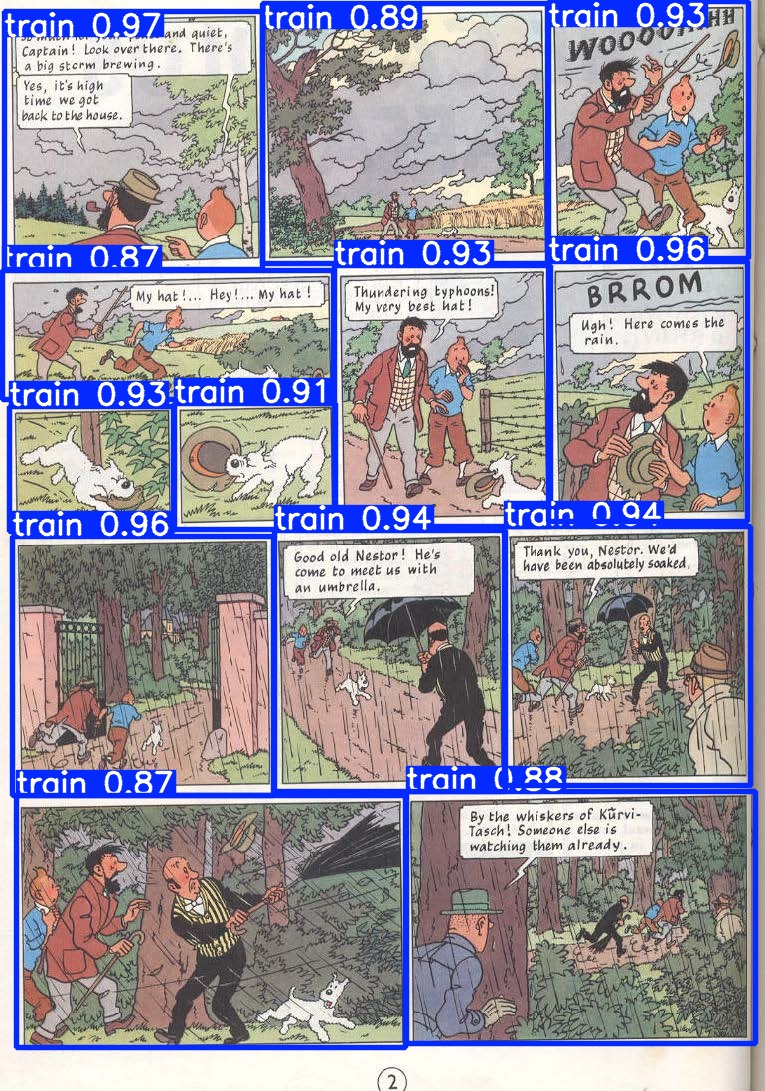 train 0.97
train 0.89
train 0.93
and quiet,
Captain! Look over there. There's
a big storm brewing.
Yes, it's high
time we got
back to the house.
train 0.87
train 0.93
train 0.96
My hat!... Hey!... My hat!
Thundering typhoons!
My very best hat!
BRROM
Ugh! Here comes the
rain.
train 0.93
train 0.91
train 0.96
train 0.94
train 0.94
Good old Nestor! He's
come to meet us with
an umbrella.
Thank you, Nestor. We'd
have been absolutely soaked.
train 0.87
train 0.88
By the whiskers of Kûrvi-
Tasch! Someone else is
watching them already.
2